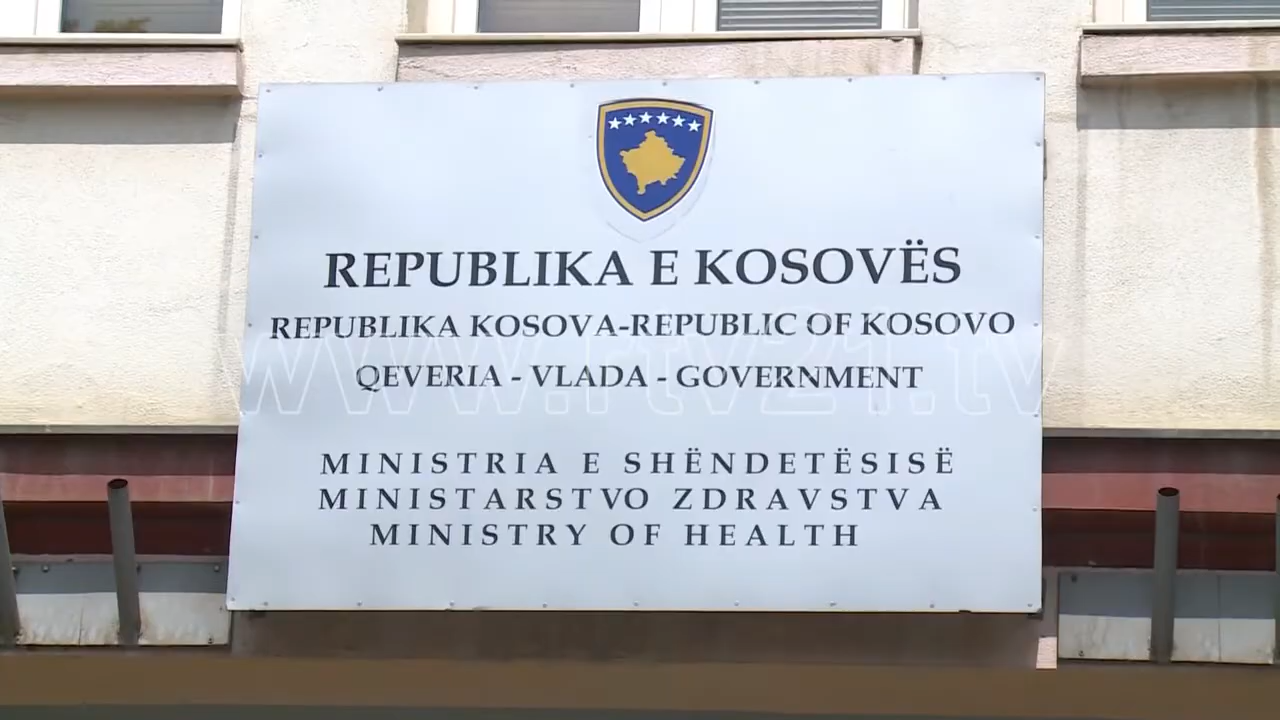 REPUBLIKA E KOSOVËS
REPUBLIKA KOSOVA-REPUBLIC OF KOSOVO
QEVERIA - VLADA - GOVERNMENT
www.rtv21.tv
MINISTRIA E SHËNDETËSISË
MINISTARSTVO ZDRAVSTVA
MINISTRY OF HEALTH